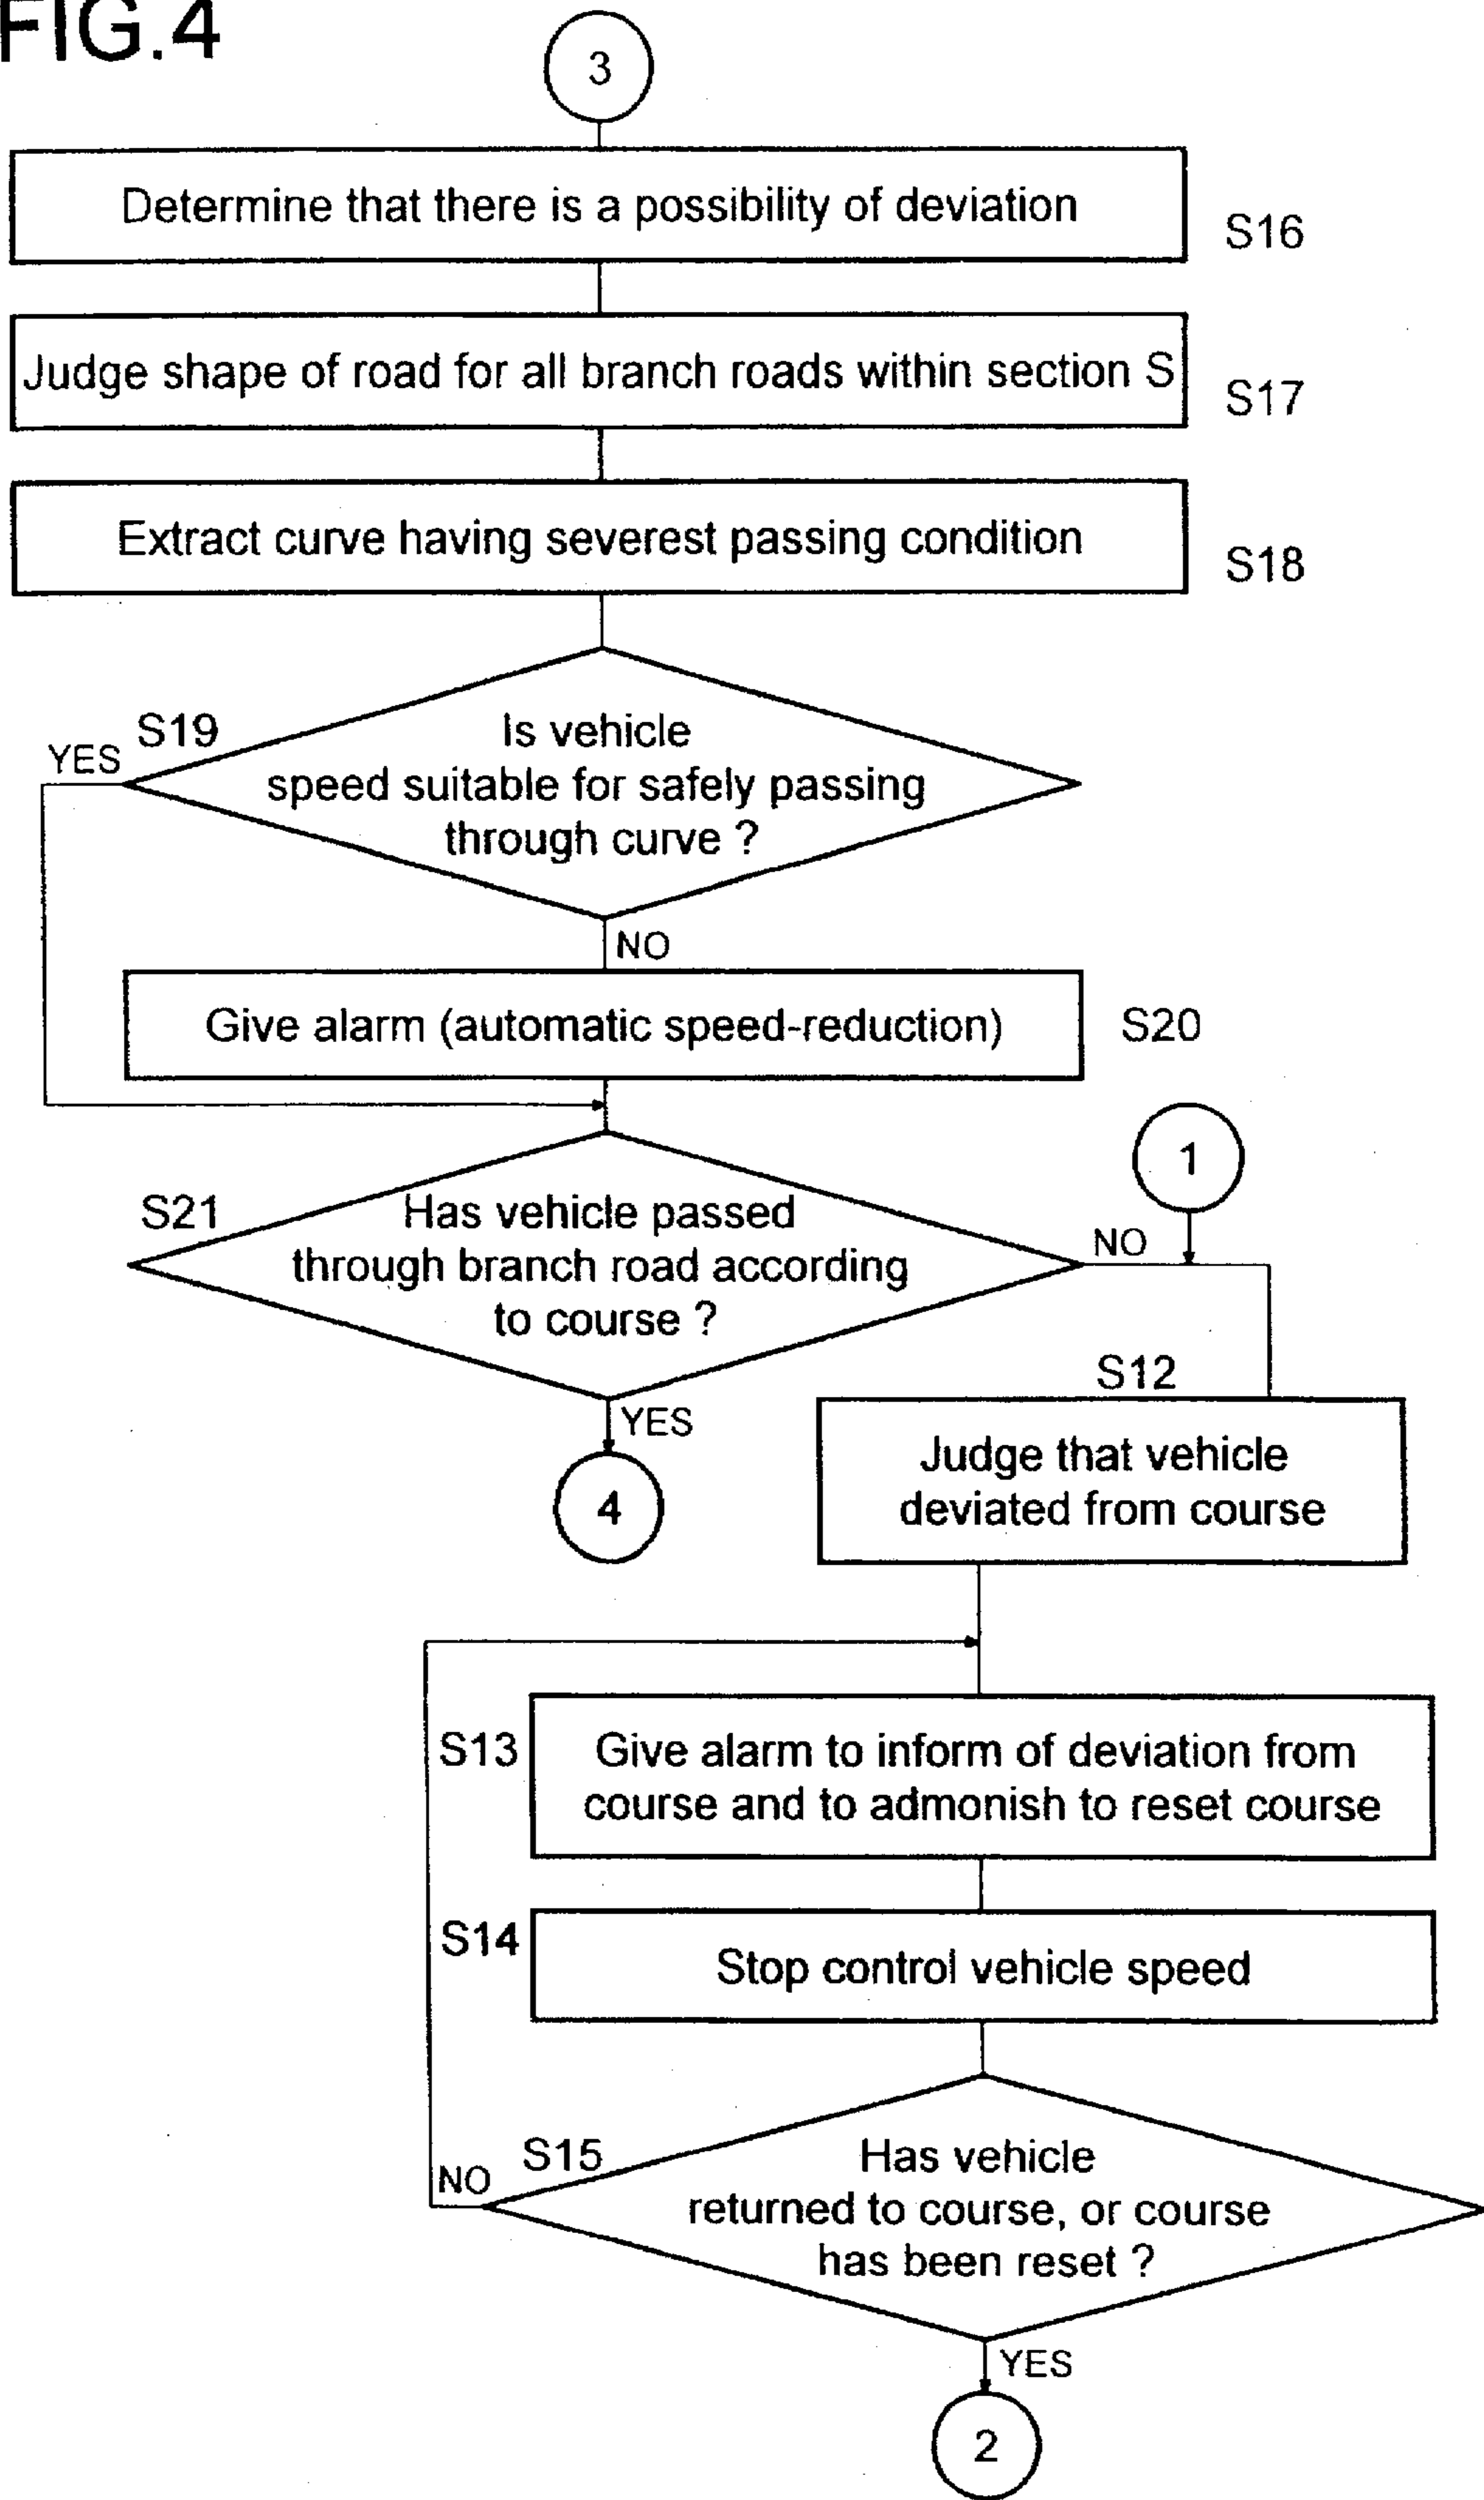 FIG.4
3
Determine that there is a possibility of deviation
S16
Judge shape of road for all branch roads within section S
S17
Extract curve having severest passing condition
S18
S19
YES
Is vehicle
speed suitable for safely passing
through curve ?
NO
Give alarm (automatic speed-reduction)
S20
1
S21
Has vehicle passed
through branch road according
to course ?
NO
YES
4
S12
Judge that vehicle
deviated from course
S13
Give alarm to inform of deviation from
course and to admonish to reset course
S14
Stop control vehicle speed
S15
NO
Has vehicle
returned to course, or course
has been reset ?
YES
2